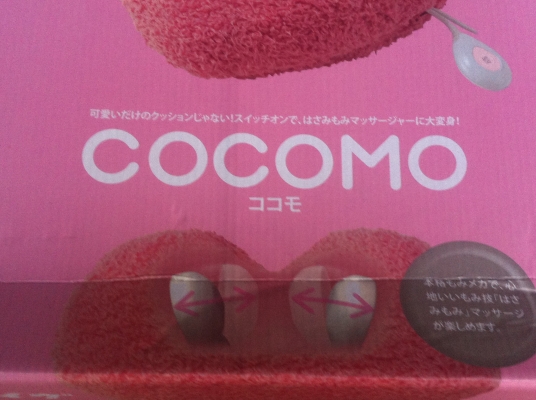 可愛いだけのクッションじゃない!スイッチオンで、はさみもみマッサージャーに大変身!
COCOMO
ココモ
本格もみメカで、心
地いいもみ技「はさ
みもみ」マッサージ
が楽しめます。